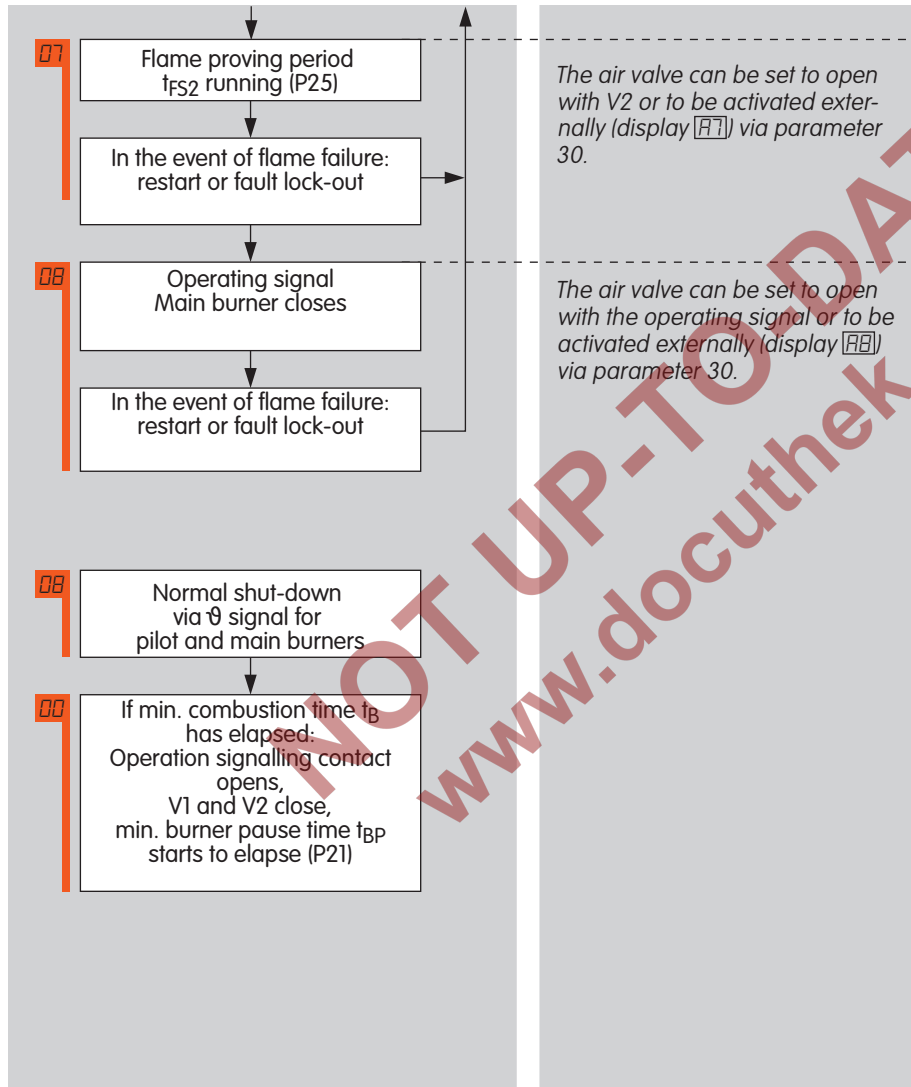 07
Flame proving period
tFS2 running (P25)
In the event of flame failure:
restart or fault lock-out
The air valve can be set to open
with V2 or to be activated exter-
nally (display A7) via parameter
30.
08
Operating signal
Main burner closes
In the event of flame failure:
restart or fault lock-out
The air valve can be set to open
with the operating signal or to be
activated externally (display A8)
via parameter 30.
08
Normal shut-down
via ϑ signal for
pilot and main burners
00
If min. combustion time tB
has elapsed:
Operation signalling contact
opens,
V1 and V2 close,
min. burner pause time tBP
starts to elapse (P21)
NOT UP-TO-DAT
www.docuthek